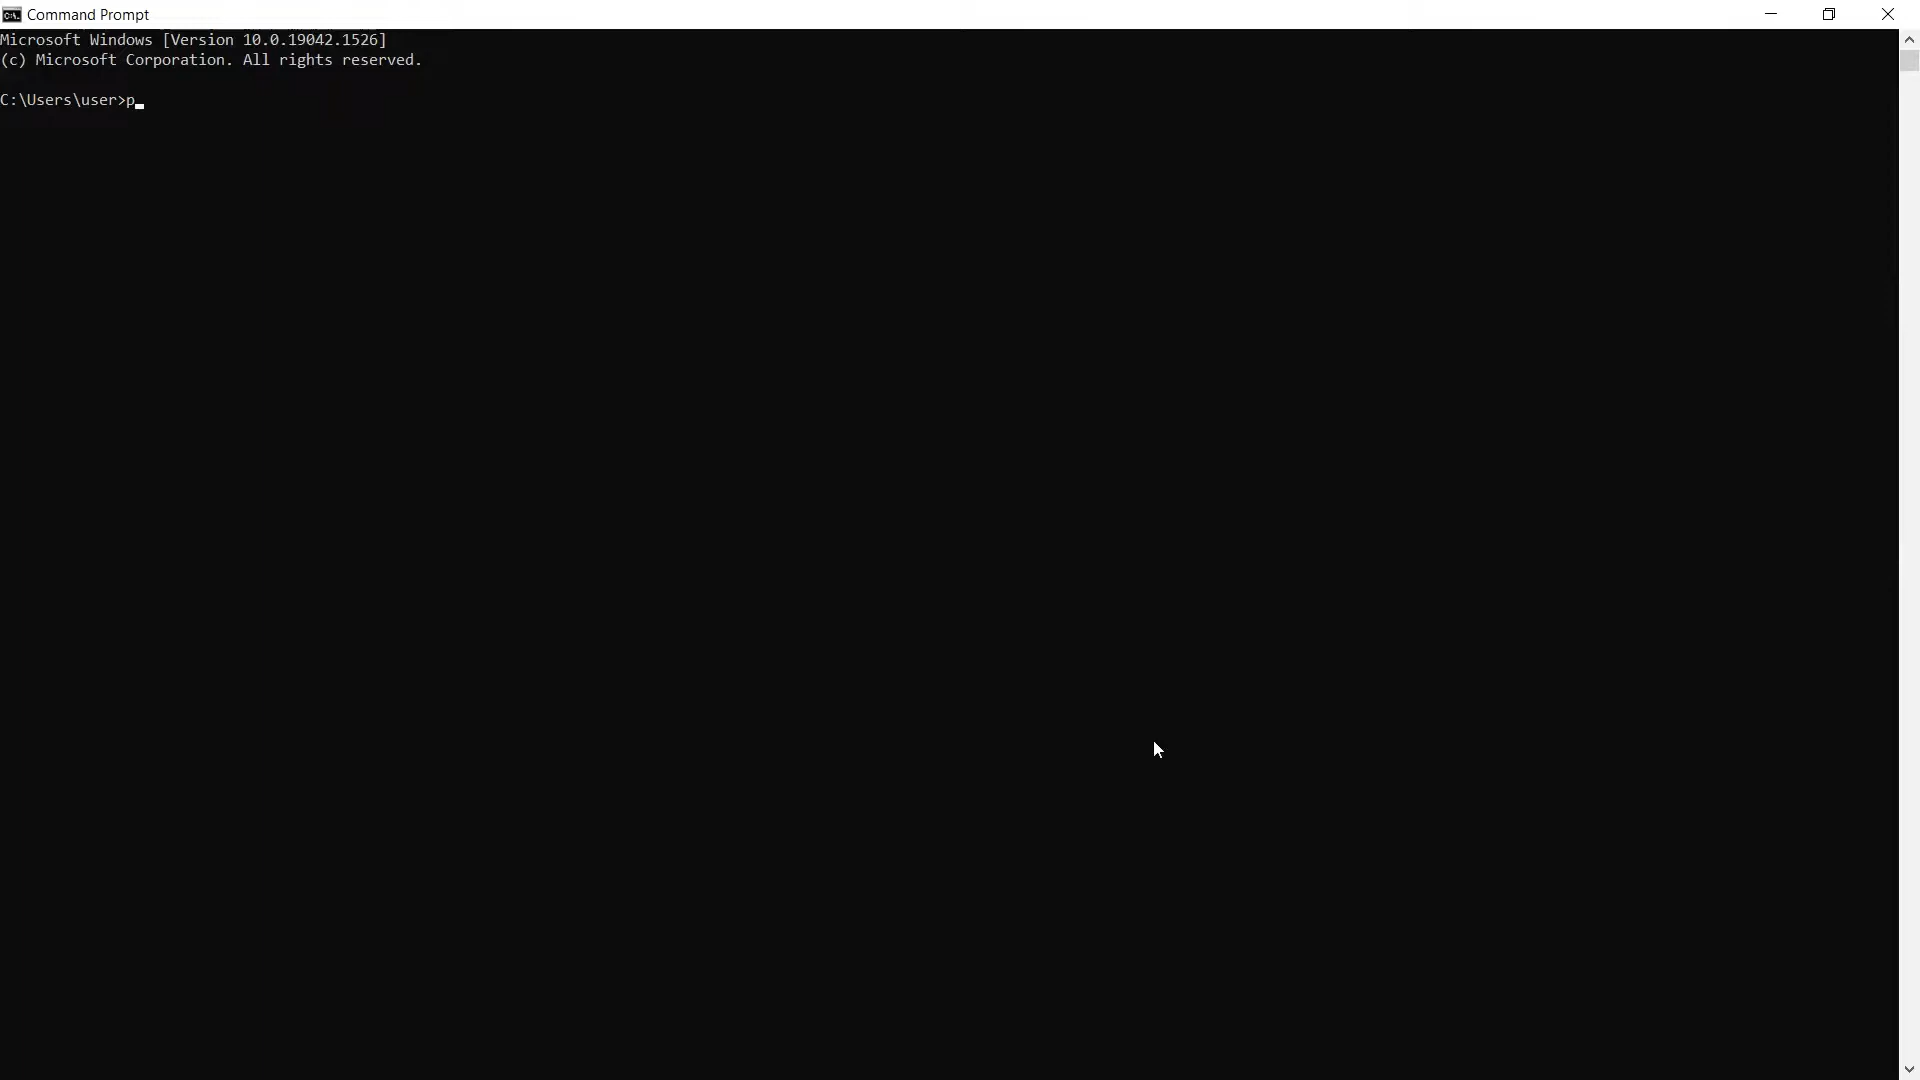 Command Prompt
Microsoft Windows [Version 10.0.19042.1526]
(c) Microsoft Corporation. All rights reserved.
C:\Users\user>p